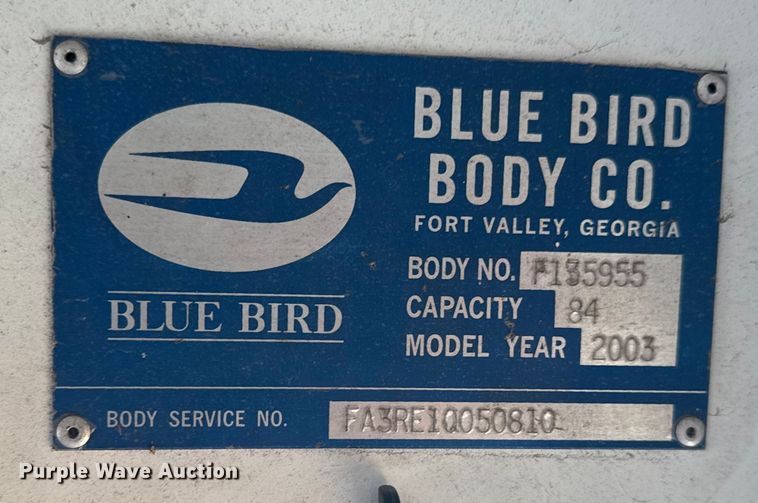 BLUE BIRD
BODY CO.
FORT VALLEY, GEORGIA
BODY NO. F135955
CAPACITY 84
MODEL YEAR 2003
BLUE BIRD
BODY SERVICE NO. FA3RE1Q050810
Purple Wave Auction